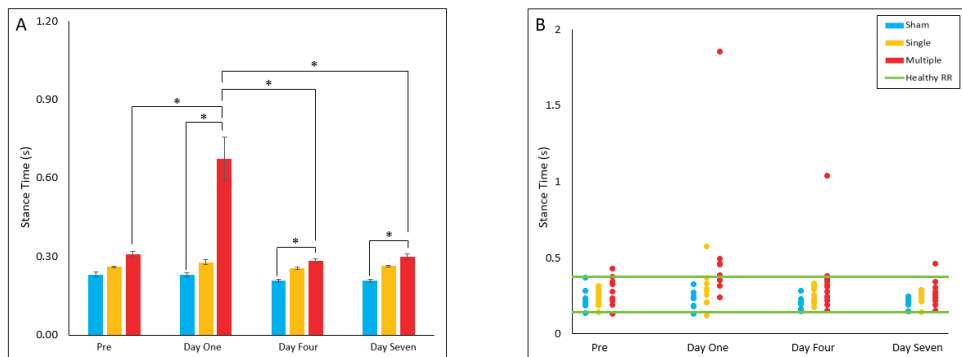 A
1.20
0.90
0.60
0.30
0.00
Stance Time (s)
*
*
*
*
*
*
Pre
Day One
Day Four
Day Seven
B
2
1.5
1
0.5
0
Stance Time (s)
Pre
Day One
Day Four
Day Seven
Sham
Single
Multiple
Healthy RR